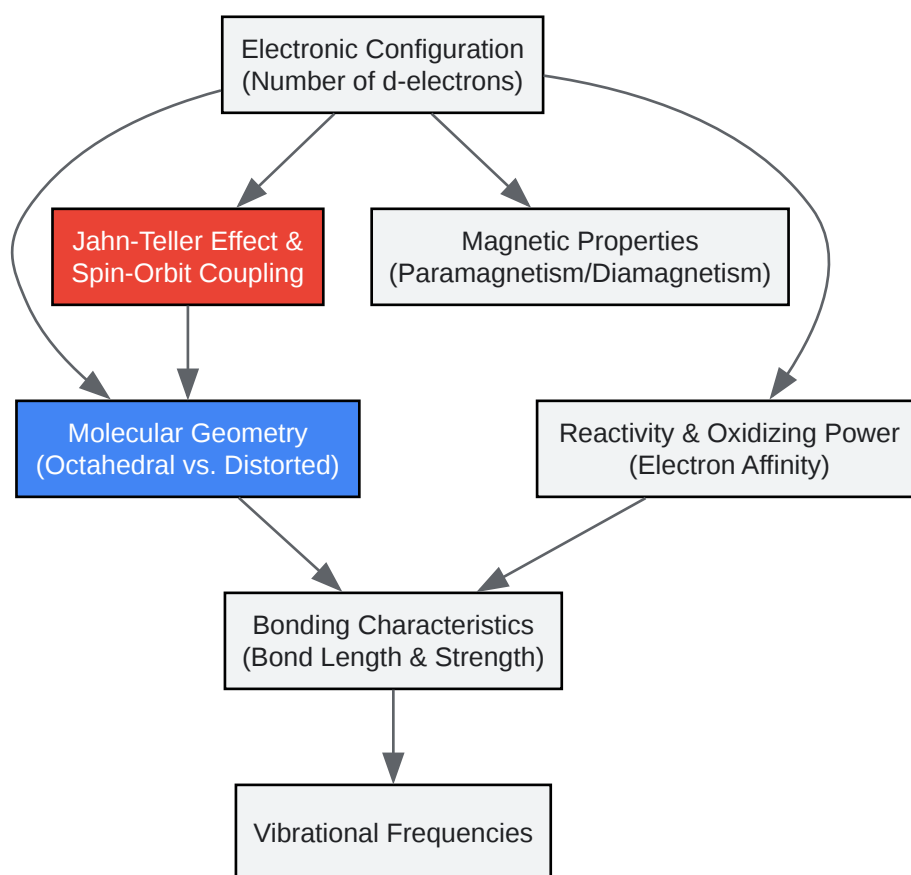 Electronic Configuration
(Number of d-electrons)
Jahn-Teller Effect &
Spin-Orbit Coupling
Magnetic Properties
(Paramagnetism/Diamagnetism)
Molecular Geometry
(Octahedral vs. Distorted)
Reactivity & Oxidizing Power
(Electron Affinity)
Bonding Characteristics
(Bond Length & Strength)
Vibrational Frequencies